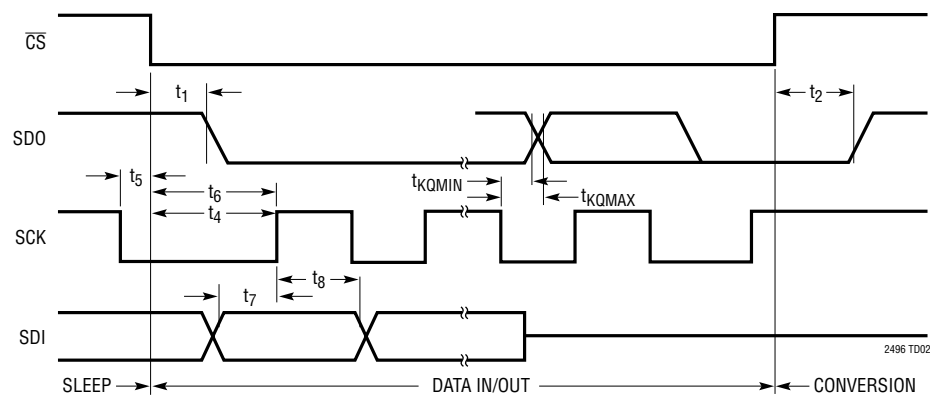 CS
t1
t2
SDO
t5
t6
tKQMIN
t4
tKQMAX
SCK
t8
t7
SDI
2496 TD02
SLEEP DATA IN/OUT CONVERSION